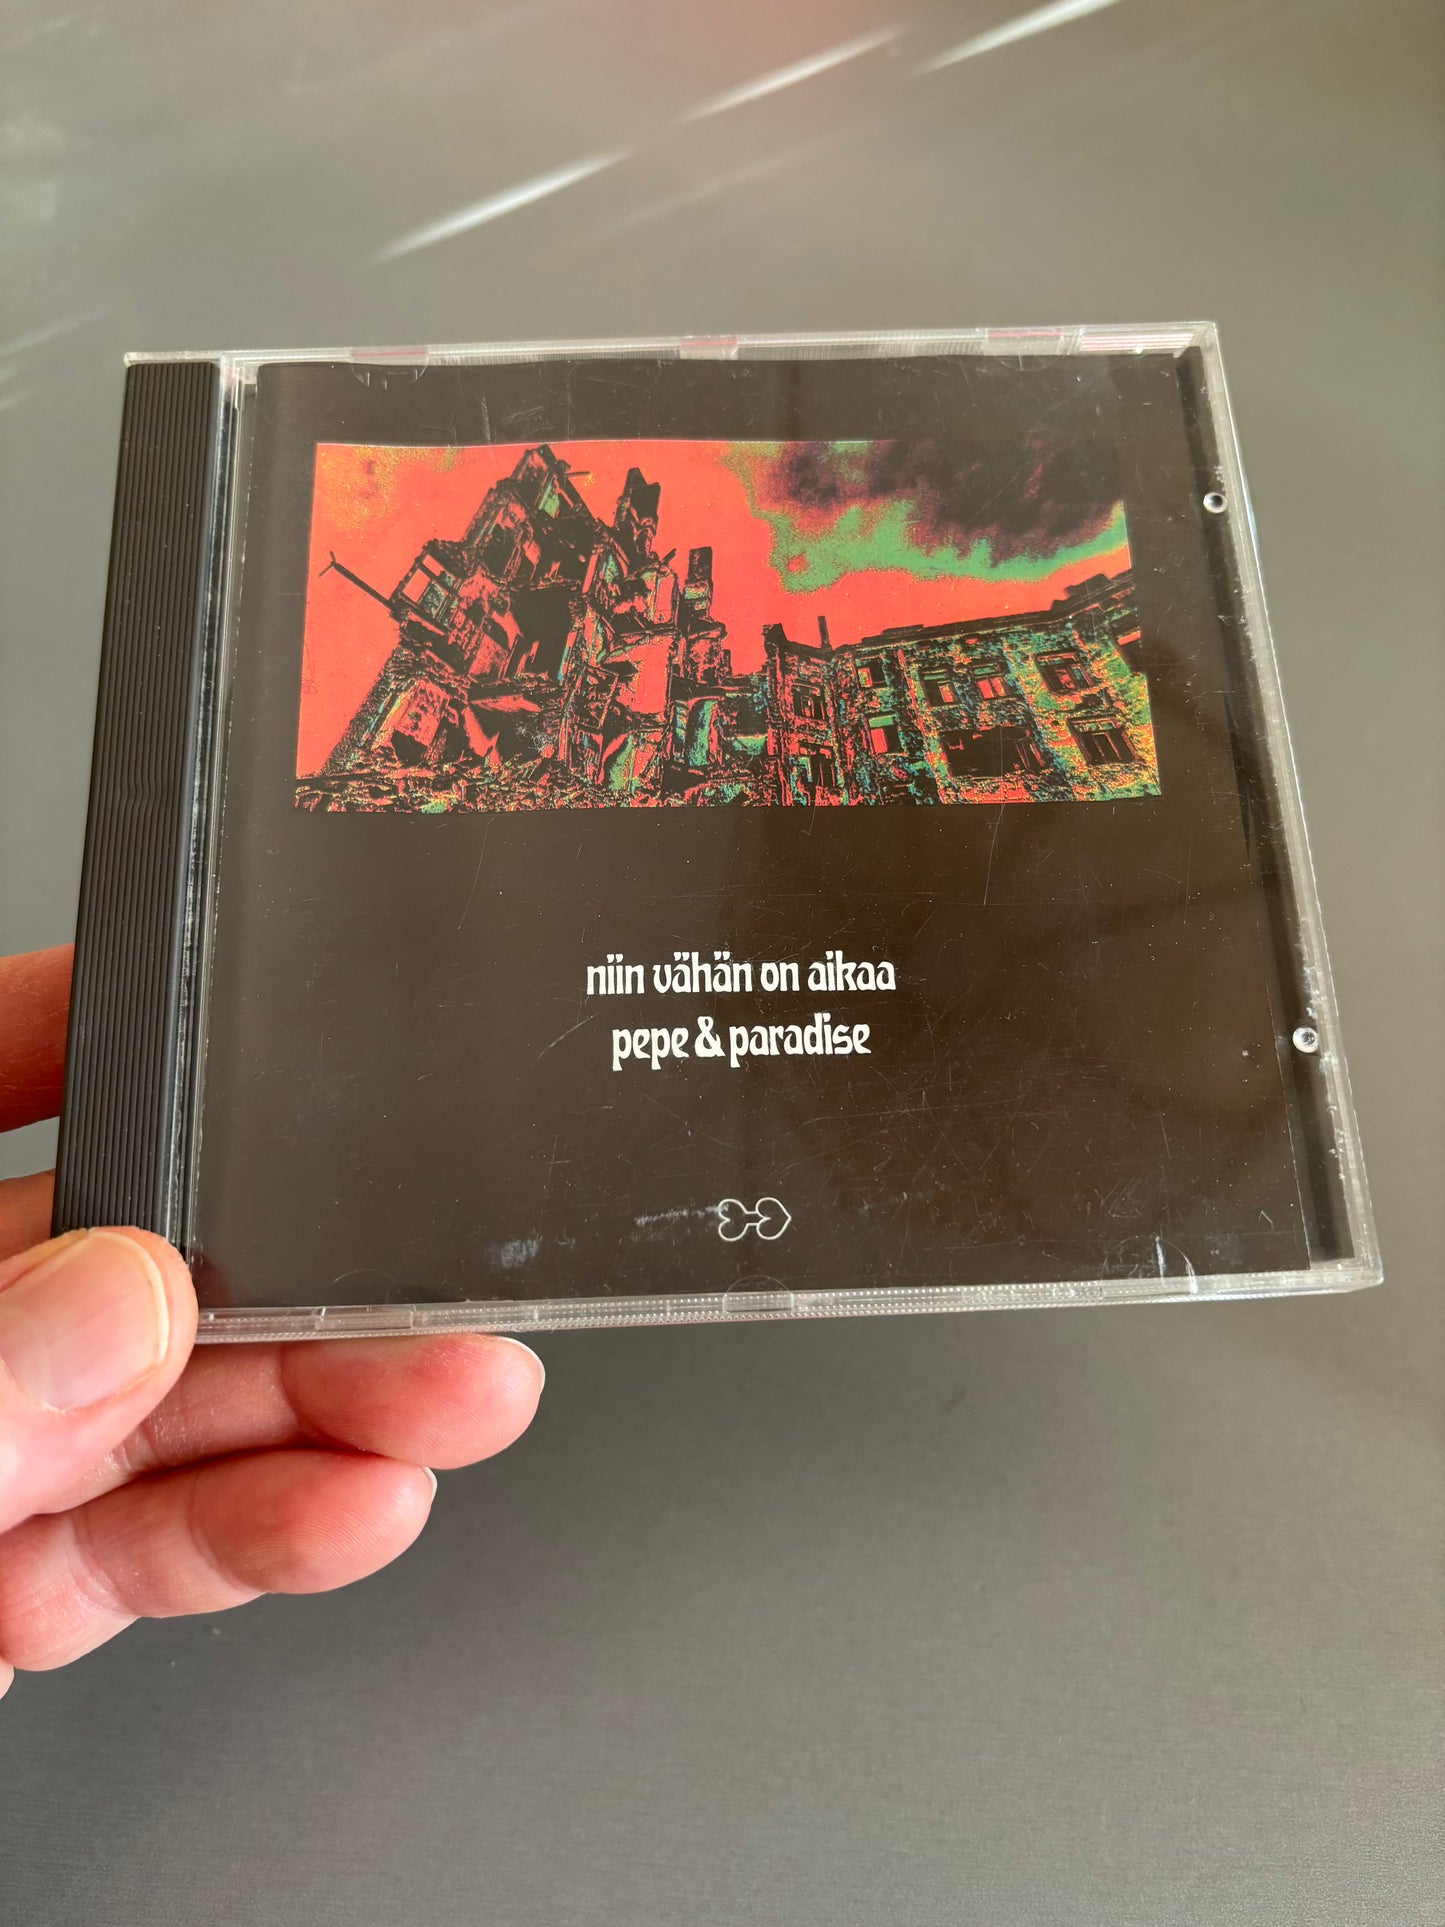 niin vähän on aikaa
pepe & paradise